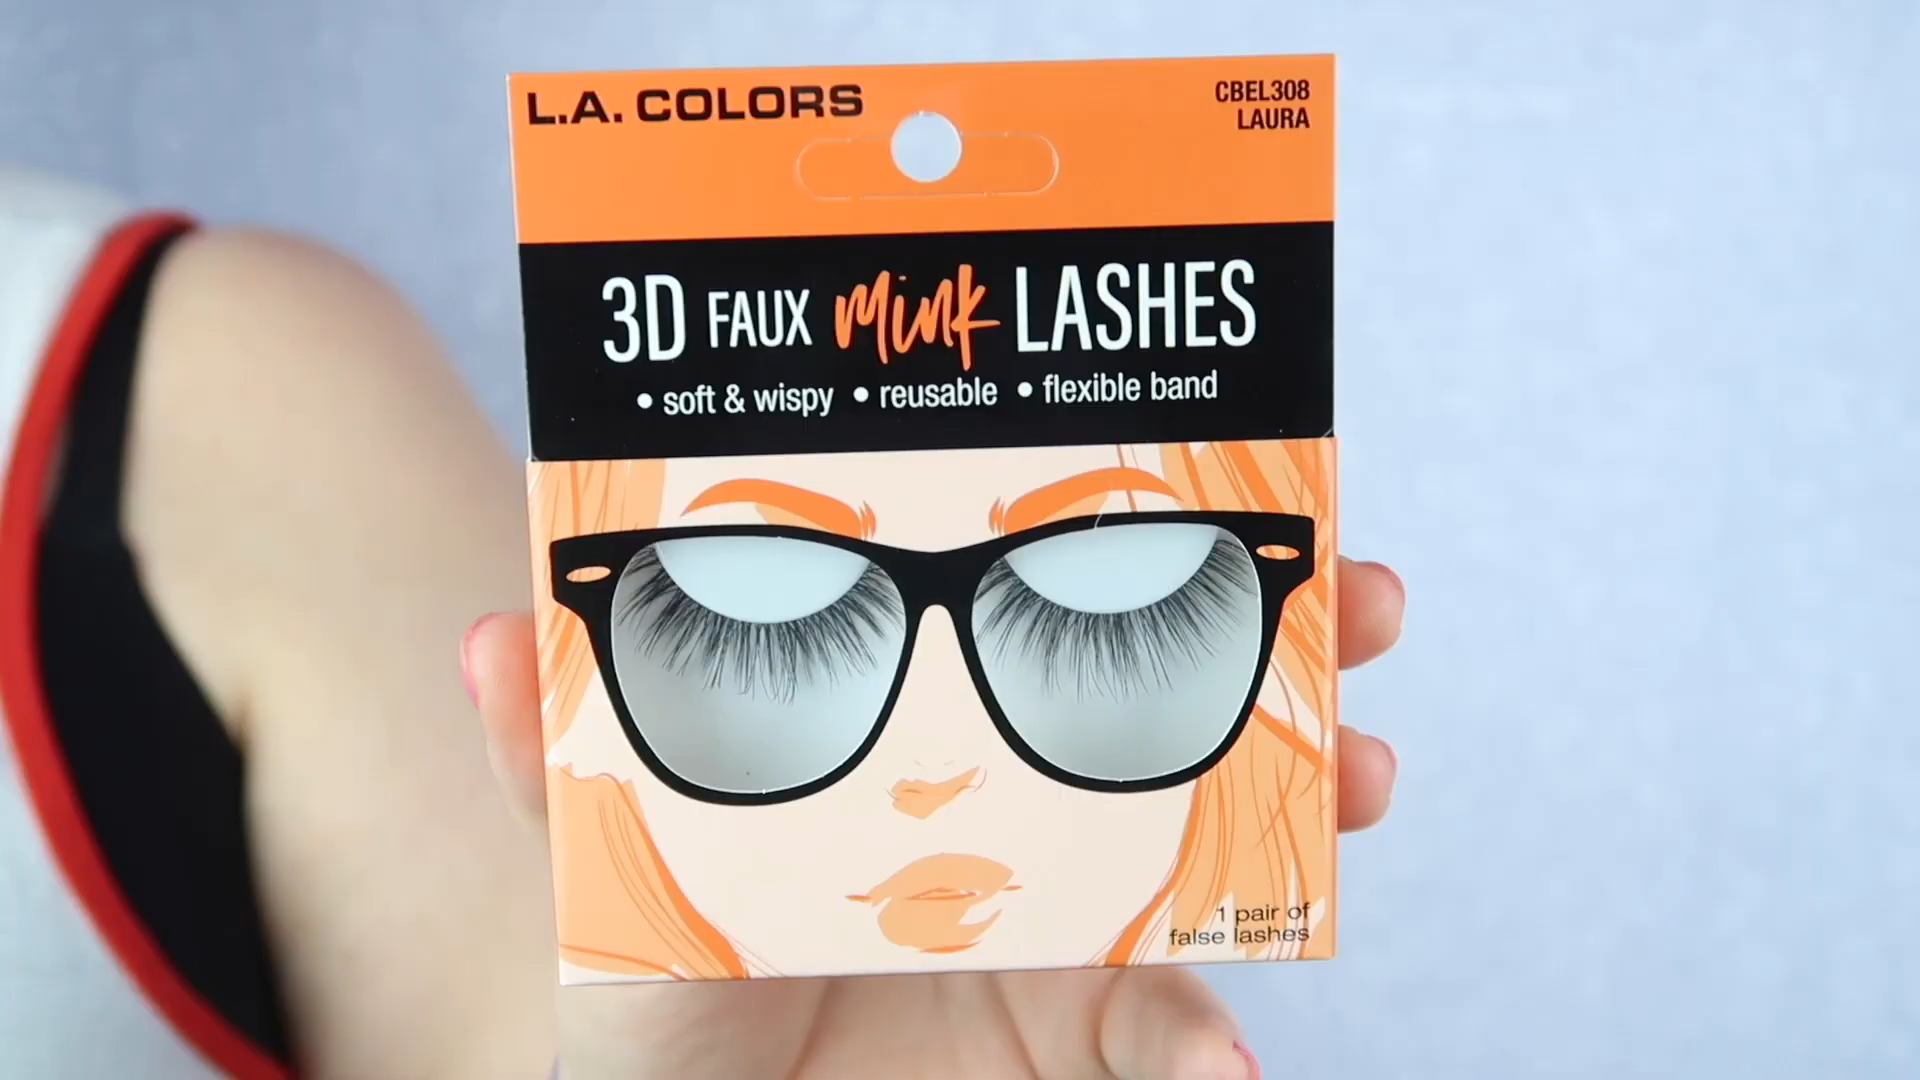 L.A. COLORS
CBEL308
LAURA
3D FAUX mink LASHES
• soft & wispy • reusable • flexible band
1 pair of
false lashes